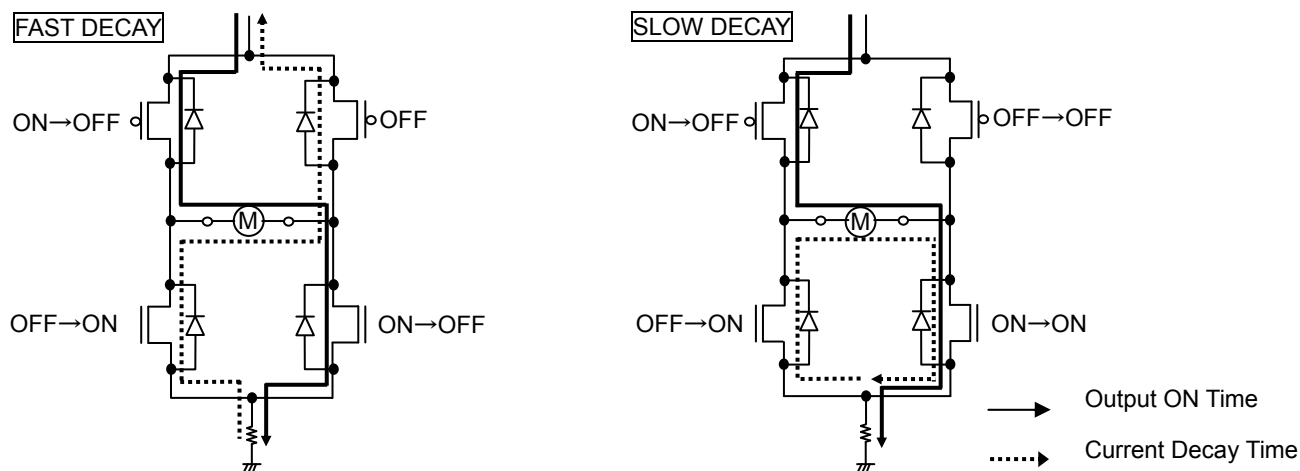 FAST DECAY
ON→OFF
OFF
M
OFF→ON
ON→OFF
SLOW DECAY
ON→OFF
OFF→OFF
M
OFF→ON
ON→ON
Output ON Time
Current Decay Time